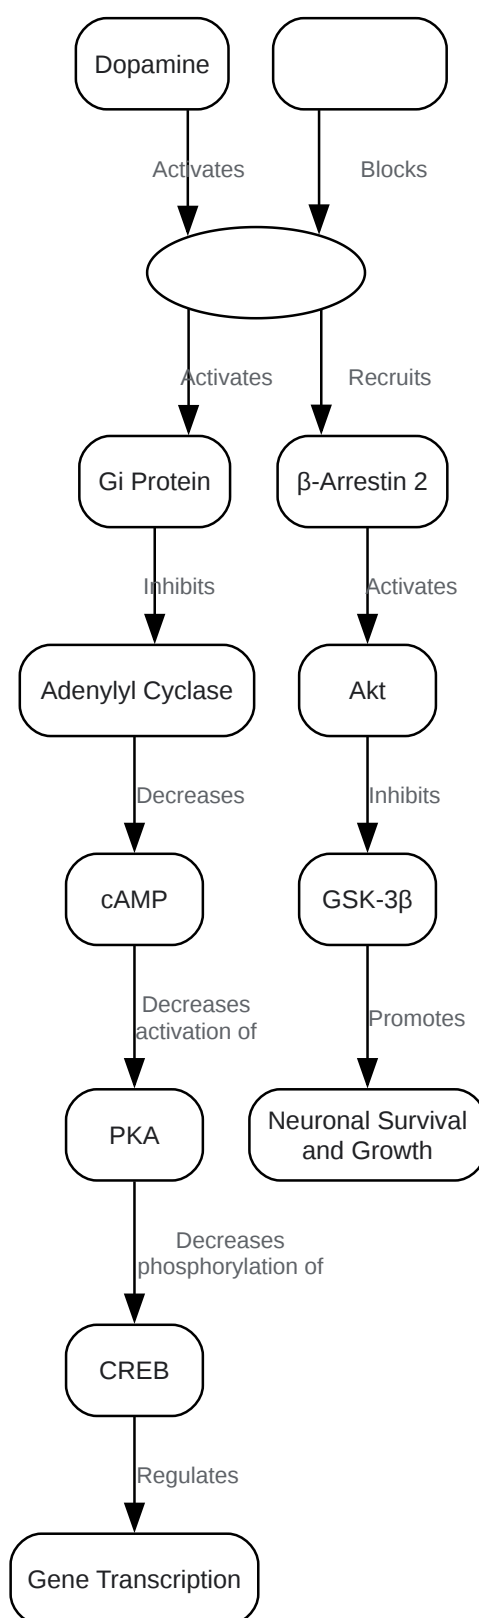 Dopamine
Activates
Blocks
Activates
Recruits
Gi Protein
β-Arrestin 2
Inhibits
Activates
Adenylyl Cyclase
Akt
Decreases
Inhibits
cAMP
GSK-3β
Decreases
activation of
Promotes
PKA
Neuronal Survival
and Growth
Decreases
phosphorylation of
CREB
Regulates
Gene Transcription